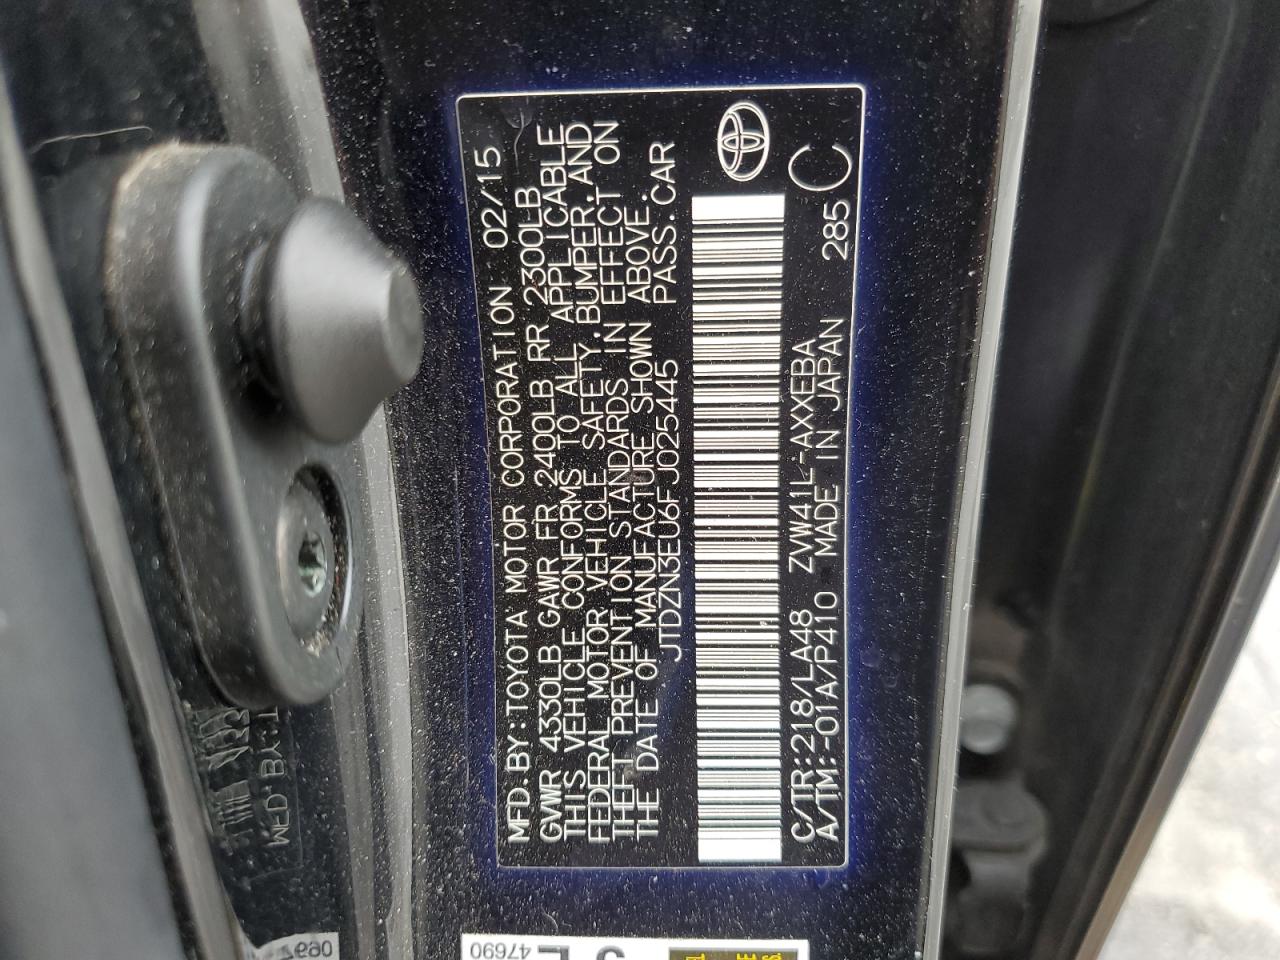 MFD. BY: TOYOTA MOTOR CORPORATION 02/15
GVWR 4330LB GAWR FR 2400LB RR 2300LB
THIS VEHICLE CONFORMS TO ALL APPLICABLE
FEDERAL MOTOR VEHICLE SAFETY, BUMPER, AND
THEFT PREVENTION STANDARDS IN EFFECT ON
THE DATE OF MANUFACTURE SHOWN ABOVE.
JTDZN3EU6FJ025445 PASS. CAR
C/TR:218/LA48 ZVW41L-AXXEBA
A/TM:-01A/P410 MADE IN JAPAN 285
C
47690
MFD. BY:T